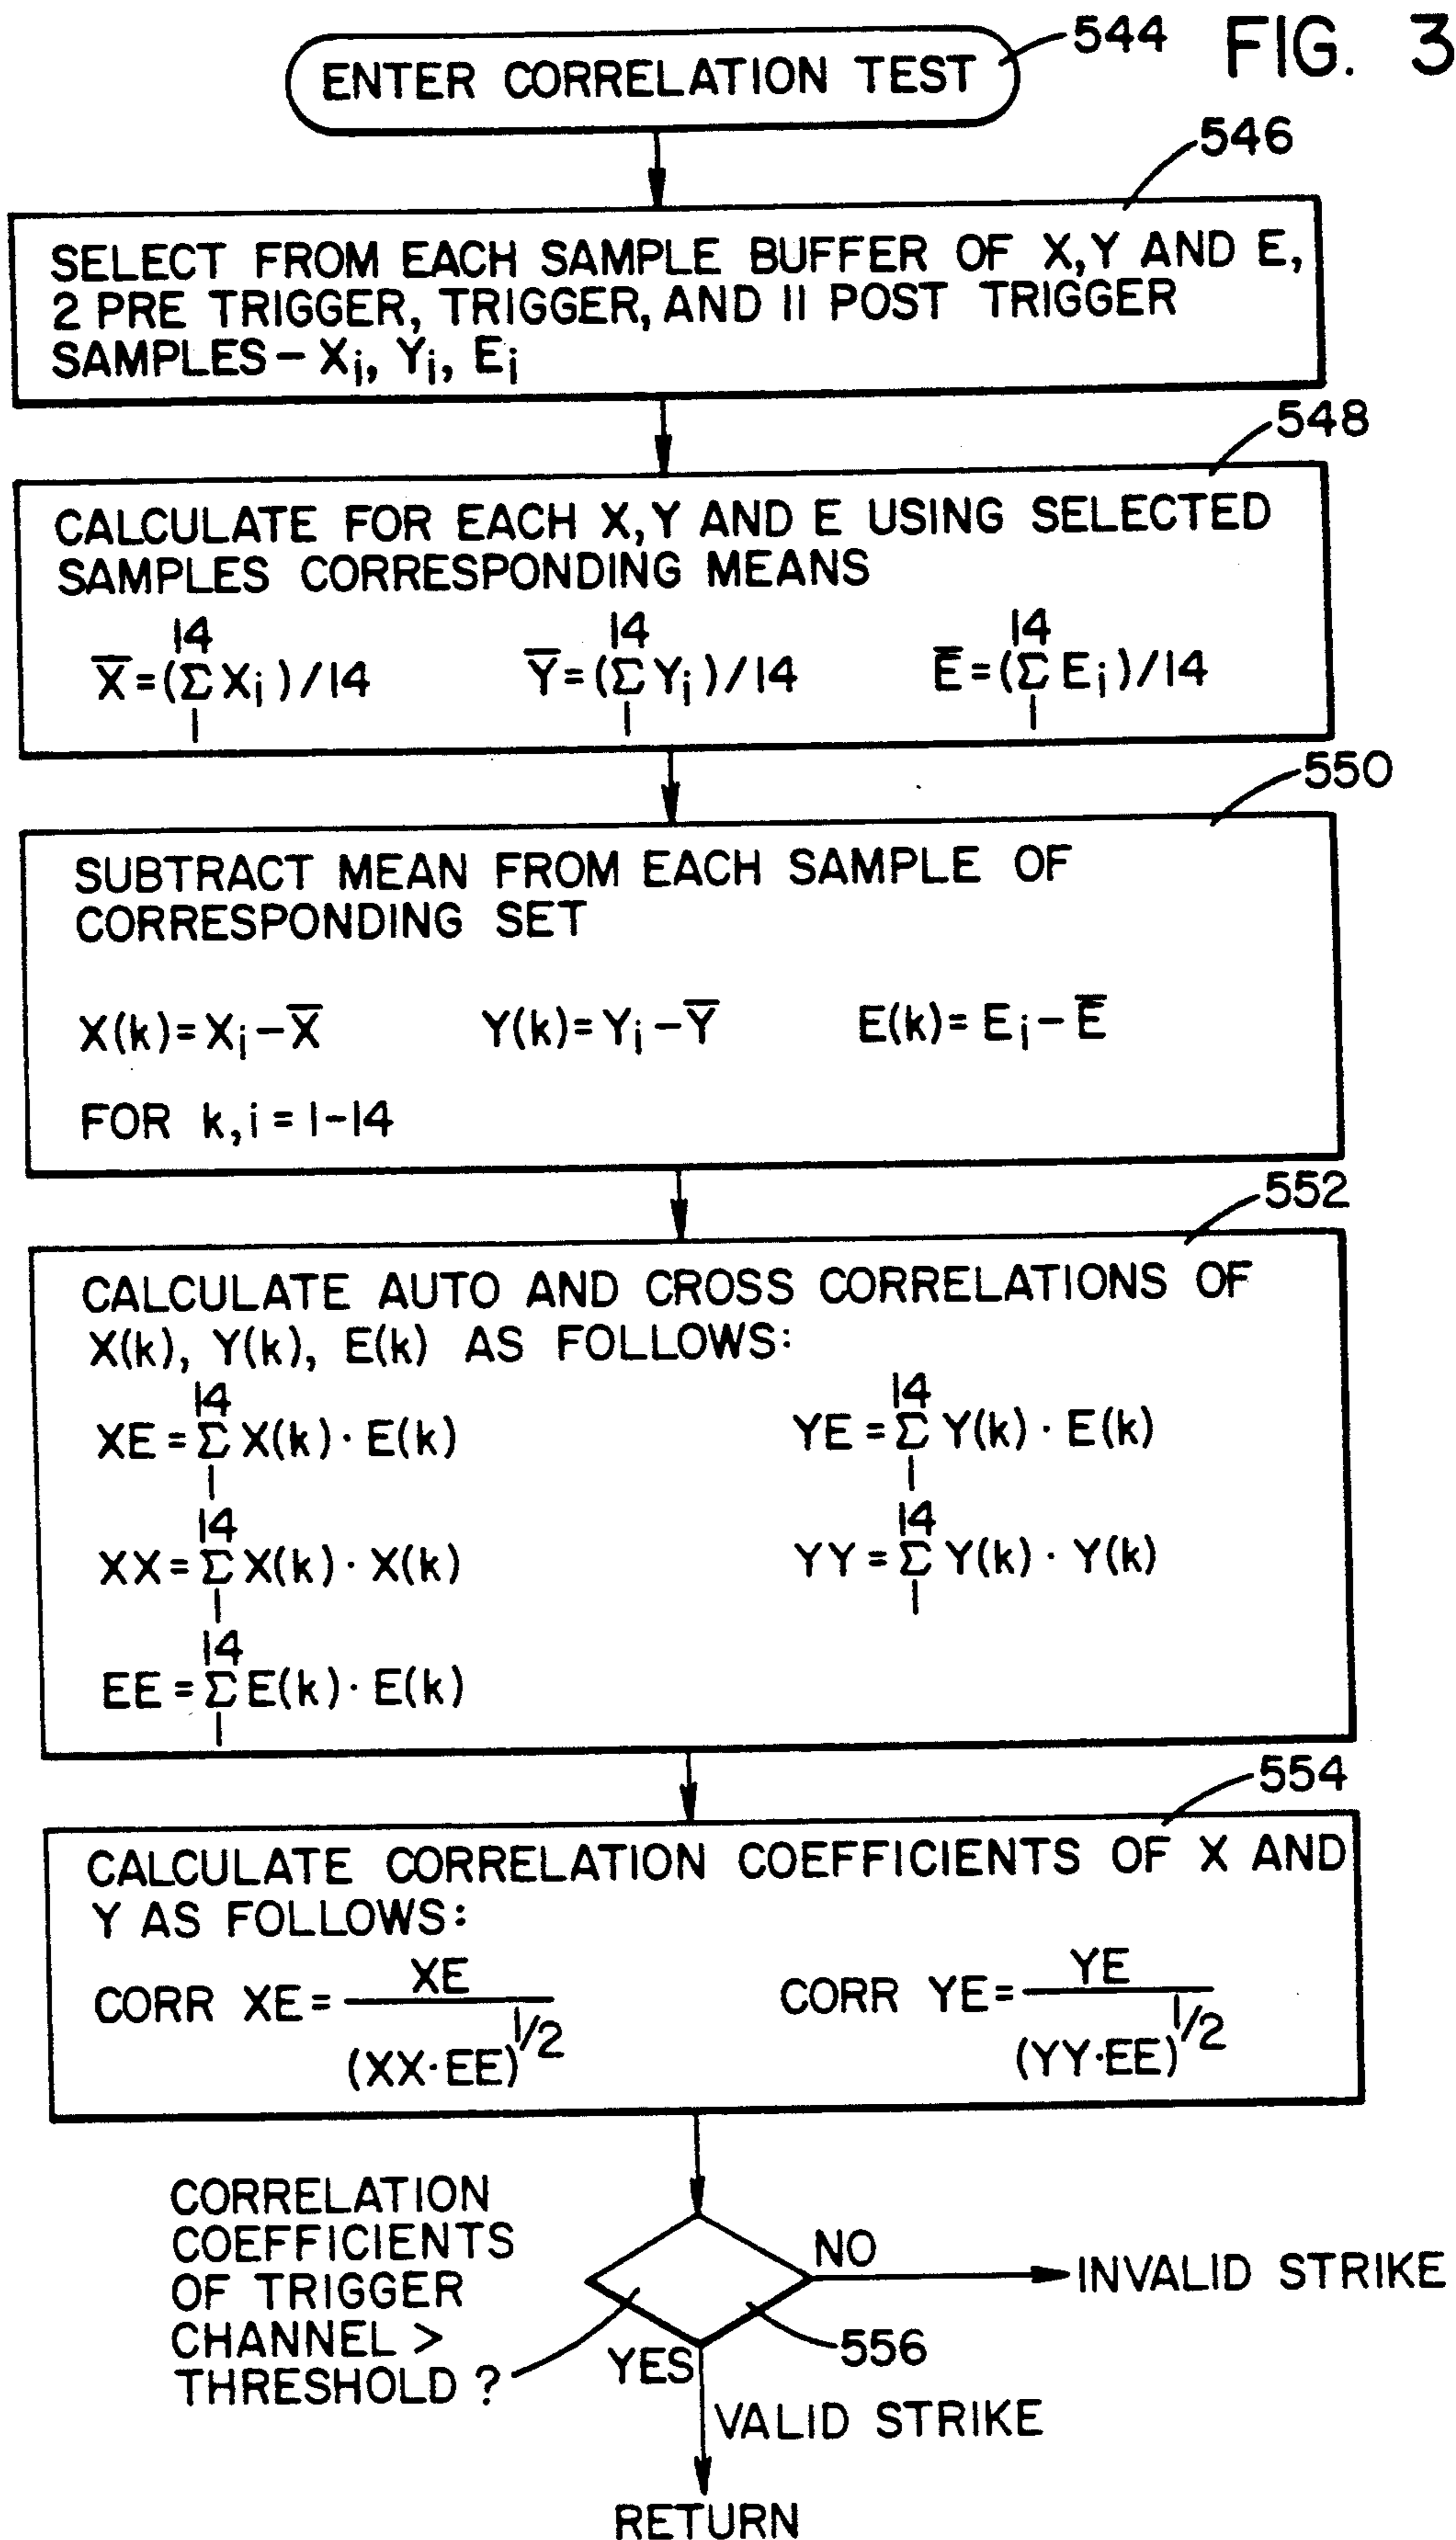 544
FIG. 3
ENTER CORRELATION TEST
546
SELECT FROM EACH SAMPLE BUFFER OF X, Y AND E,
2 PRE TRIGGER, TRIGGER, AND 11 POST TRIGGER
SAMPLES – Xi, Yi, Ei
548
CALCULATE FOR EACH X, Y AND E USING SELECTED
SAMPLES CORRESPONDING MEANS
14 14 14
X̅=(Σ Xi)/14 Y̅=(Σ Yi)/14 E̅=(Σ Ei)/14
1 1 1
550
SUBTRACT MEAN FROM EACH SAMPLE OF
CORRESPONDING SET
X(k)=Xi–X̅ Y(k)=Yi–Y̅ E(k)=Ei–E̅
FOR k, i = 1–14
552
CALCULATE AUTO AND CROSS CORRELATIONS OF
X(k), Y(k), E(k) AS FOLLOWS:
14 14
XE=Σ X(k)·E(k) YE=Σ Y(k)·E(k)
1 1
14 14
XX=Σ X(k)·X(k) YY=Σ Y(k)·Y(k)
1 1
14
EE=Σ E(k)·E(k)
1
554
CALCULATE CORRELATION COEFFICIENTS OF X AND
Y AS FOLLOWS:
XE YE
CORR XE= CORR YE=
(XX·EE)^1/2 (YY·EE)^1/2
CORRELATION
COEFFICIENTS
OF TRIGGER
CHANNEL >
THRESHOLD ?
NO
INVALID STRIKE
556
YES
VALID STRIKE
RETURN